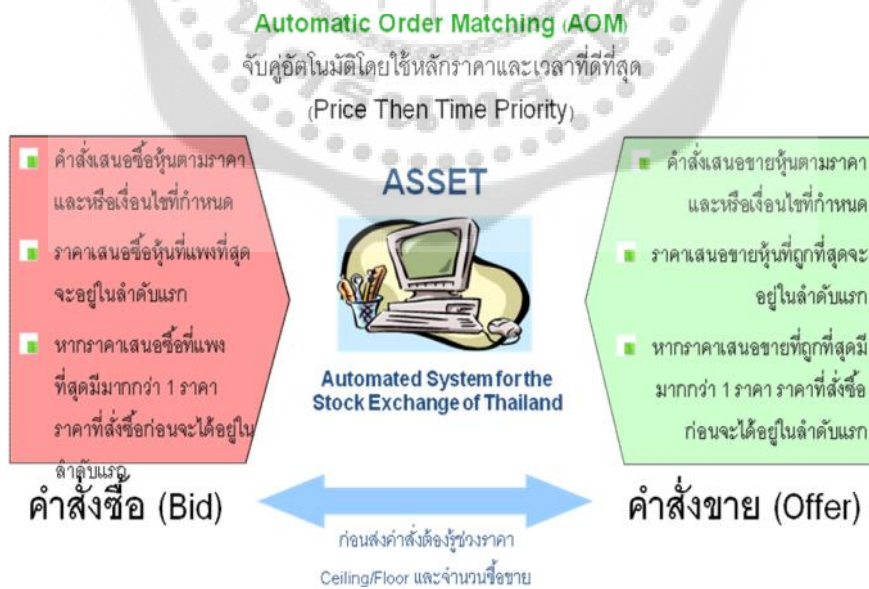 Automatic Order Matching (AOM)
จับคู่อัตโนมัติโดยใช้หลักราคาและเวลาที่ดีที่สุด
(Price Then Time Priority)
คำสั่งเสนอซื้อหุ้นตามราคา
และหรือเงื่อนไขที่กำหนด
ราคาเสนอซื้อหุ้นที่แพงที่สุด
จะอยู่ในลำดับแรก
หากราคาเสนอซื้อที่แพง
ที่สุดมีมากกว่า 1 ราคา
ราคาที่สั่งซื้อก่อนจะได้อยู่ใน
ลำดับแรก
คำสั่งซื้อ (Bid)
ASSET
Automated System for the
Stock Exchange of Thailand
ก่อนส่งคำสั่งต้องรู้ช่วงราคา
Ceiling/Floor และจำนวนซื้อขาย
คำสั่งเสนอขายหุ้นตามราคา
และหรือเงื่อนไขที่กำหนด
ราคาเสนอขายหุ้นที่ถูกที่สุดจะ
อยู่ในลำดับแรก
หากราคาเสนอขายที่ถูกที่สุดมี
มากกว่า 1 ราคา ราคาที่สั่งซื้อ
ก่อนจะได้อยู่ในลำดับแรก
คำสั่งขาย (Offer)